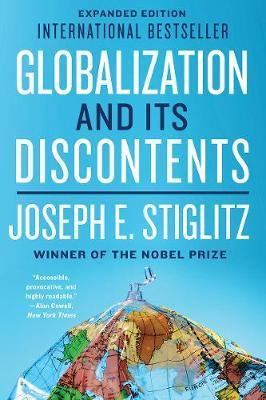 EXPANDED EDITION
INTERNATIONAL BESTSELLER
GLOBALIZATION
AND ITS
DISCONTENTS
JOSEPH E. STIGLITZ
WINNER OF THE NOBEL PRIZE
"Accessible,
provocative, and
highly readable."
—Alan Cowell,
New York Times